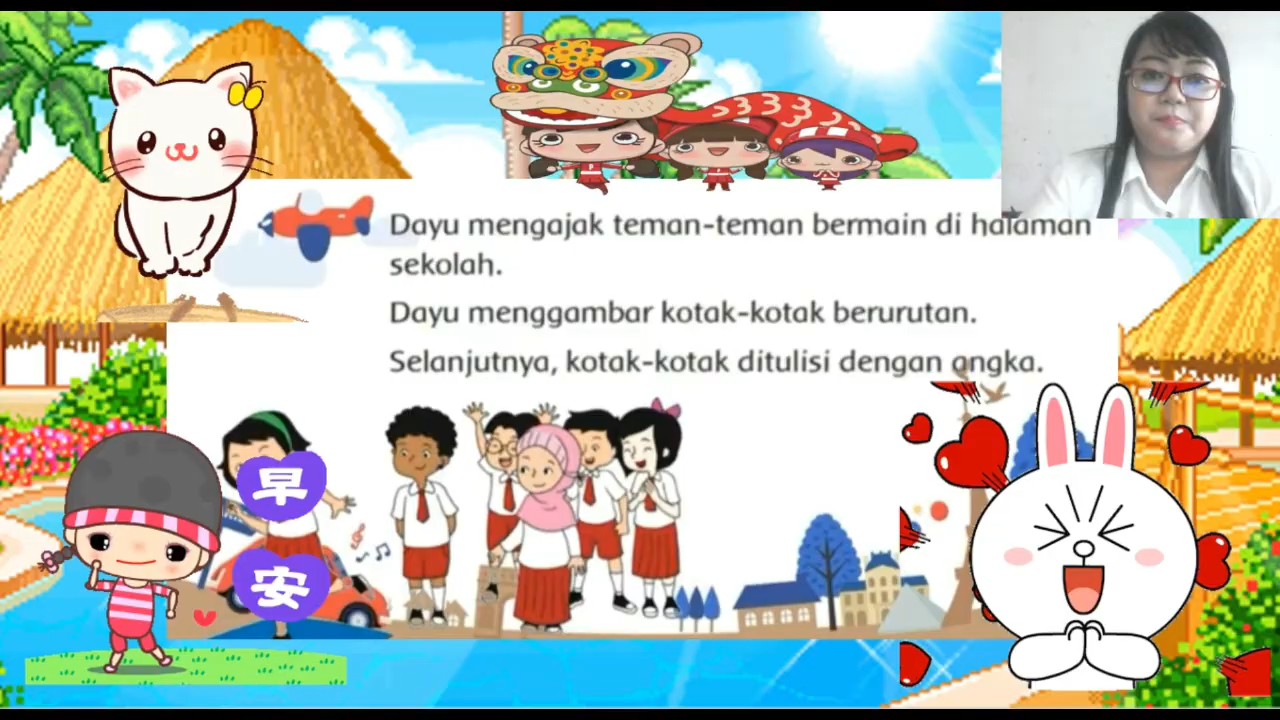 Dayu mengajak teman-teman bermain di halaman
sekolah.
Dayu menggambar kotak-kotak berurutan.
Selanjutnya, kotak-kotak ditulisi dengan angka.
早
安